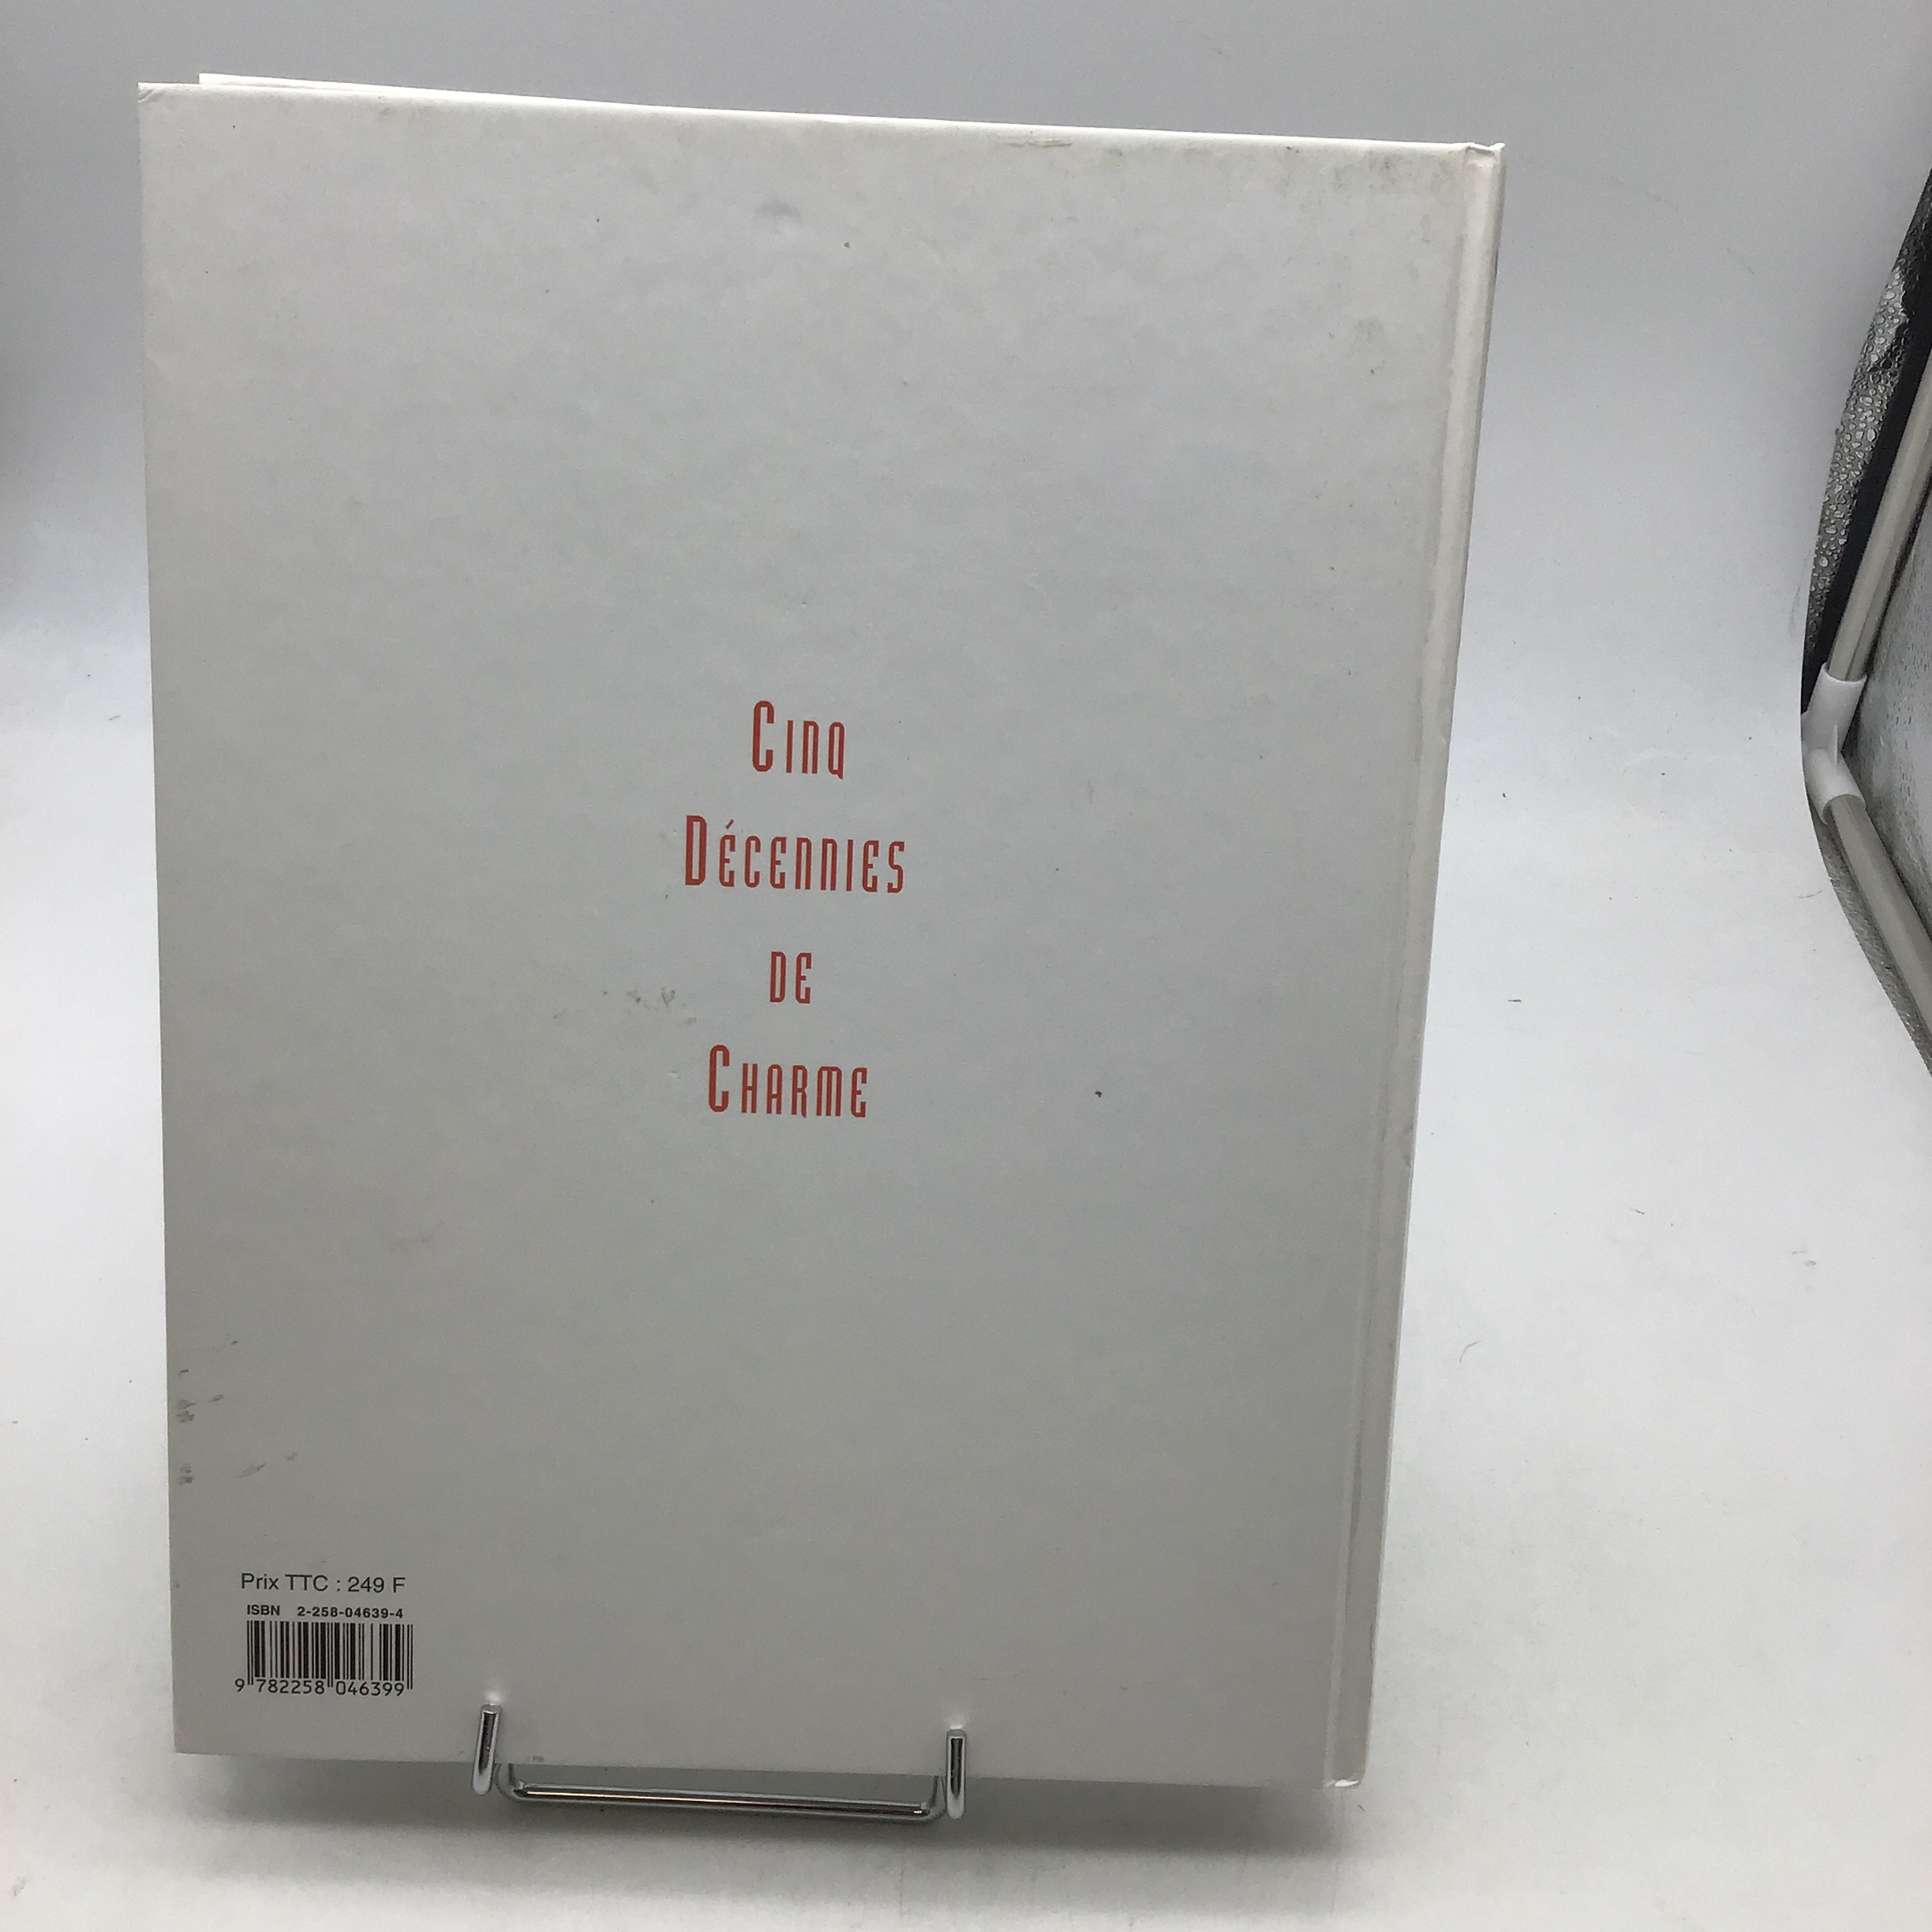 Cinq
Décennies
de
Charme
Prix TTC : 249 F
ISBN 2-258-04639-4
9 782258 046399